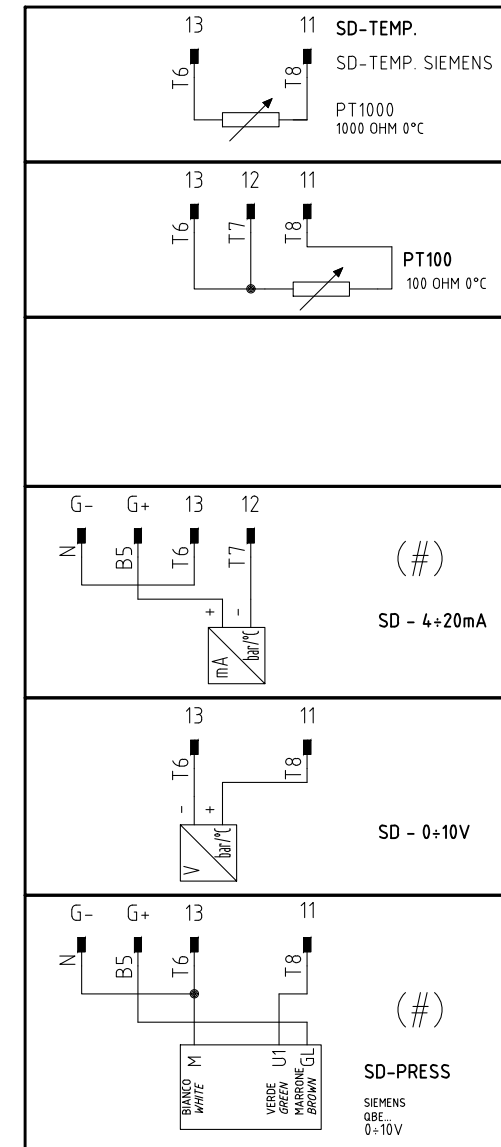 13 11 SD-TEMP.
T6 T8 SD-TEMP. SIEMENS
PT1000
1000 OHM 0°C
13 12 11
T6 T7 T8
PT100
100 OHM 0°C
G- G+ 13 12
N B5 T6 T7
(#)
+ -
mA bar/°C
SD - 4÷20mA
13 11
T6 T8
- +
V bar/°C
SD - 0÷10V
G- G+ 13 11
N B5 T6 T8
(#)
M U1 GL
BIANCO VERDE MARRONE
WHITE GREEN BROWN
SD-PRESS
SIEMENS
QBE...
0÷10V